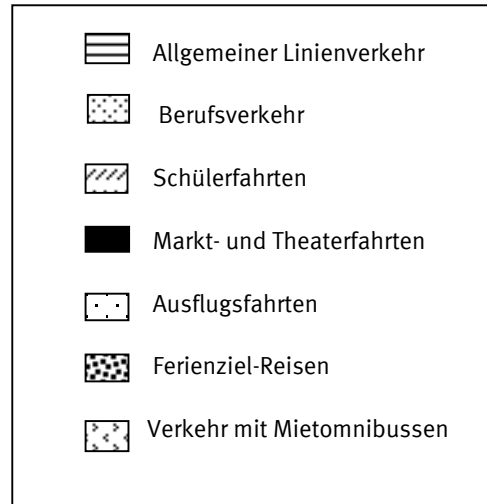 Allgemeiner Linienverkehr
Berufsverkehr
Schülerfahrten
Markt- und Theaterfahrten
Ausflugsfahrten
Ferienziel-Reisen
Verkehr mit Mietomnibussen